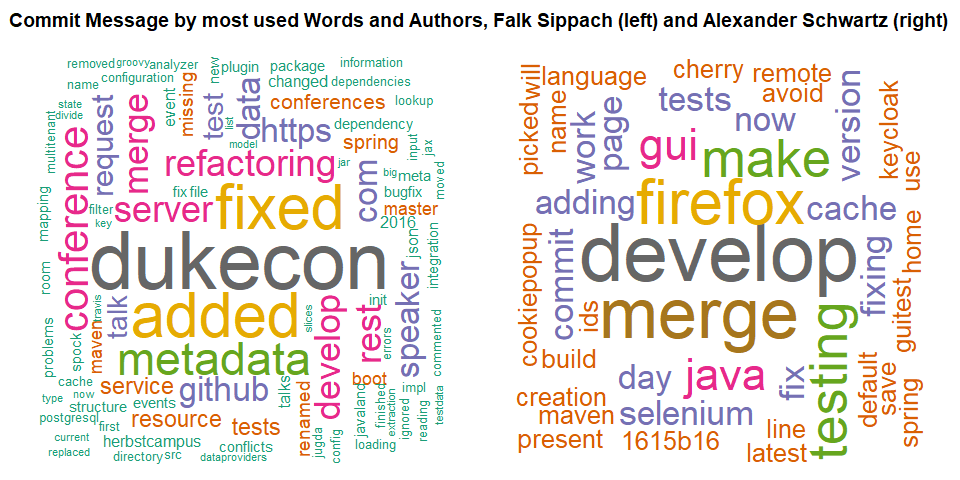 Commit Message by most used Words and Authors, Falk Sippach (left) and Alexander Schwartz (right)
removed groovy analyzer
new
plugin
package
information
name
configuration
changed
dependencies
state
divide
event
missing
test
data
conferences
lookup
multitenant
request
merge
list
https
dependency
model
spring
input
jax
conference
refactoring
jar
com
big
meta
moved
fix
file
bugfix
mapping
filter
server
fixed
master
key
2016
json
integration
dukecon
room
travis
talk
added
slices
develop
init
rest
errors
speaker
commented
problems
spock
maven
metadata
cache
now
service
github
talks
boot
impl
type
structure
events
renamed
javaland
finished
extraction
ignored
reading
testdata
postgresql
first
resource
tests
jugda
config
loading
current
herbstcampus
conflicts
replaced
directory
src
dataproviders
picked
will
language
cherry
remote
name
work
page
tests
avoid
now
version
keycloak
gui
make
use
adding
firefox
cache
cookiepopup
commit
develop
fixing
home
ids
merge
guitest
build
testing
day
java
fix
default
save
spring
creation
maven
selenium
present
1615b16
line
latest